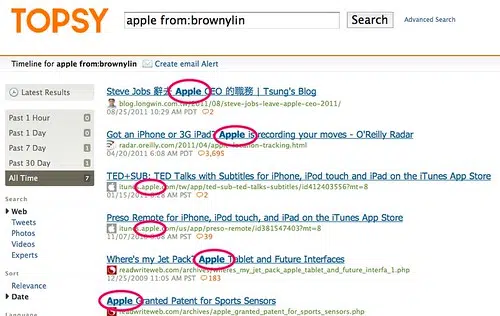 TOPSY
apple from:brownylin
Search
Advanced Search
Timeline for apple from:brownylin
Create email Alert
Latest Results
Past 1 Hour 0
Past 1 Day 0
Past 7 Day 0
Past 30 Day 1
All Time 7
Search
Web
Tweets
Photos
Videos
Experts
Sort
Relevance
Date
Steve Jobs 辭去 Apple CEO 的職務 | Tsung's Blog
blog.longwin.com.tw/2011/08/steve-jobs-leave-apple-ceo-2011/
08/25/2011 10:29 AM PDT 2
Got an iPhone or 3G iPad? Apple is recording your moves - O'Reilly Radar
radar.oreilly.com/2011/04/apple-location-tracking.html
04/20/2011 6:08 AM PDT 3,695
TED+SUB: TED Talks with Subtitles for iPhone, iPod touch and iPad on the iTunes App Store
itunes.apple.com/tw/app/ted-sub-ted-talks-subtitles/id412403556?mt=8
01/15/2011 8:28 AM PST 2
Preso Remote for iPhone, iPod touch, and iPad on the iTunes App Store
itunes.apple.com/us/app/preso-remote/id381547403?mt=8
PST 39
Where's my Jet Pack? Apple Tablet and Future Interfaces
readwriteweb.com/archives/wheres_my_jet_pack_apple_tablet_and_future_interfa_1.php
12/25/2009 11:05 AM PST 183
Apple Granted Patent for Sports Sensors
readwriteweb.com/archives/apple_granted_patent_for_sports_sensors.php